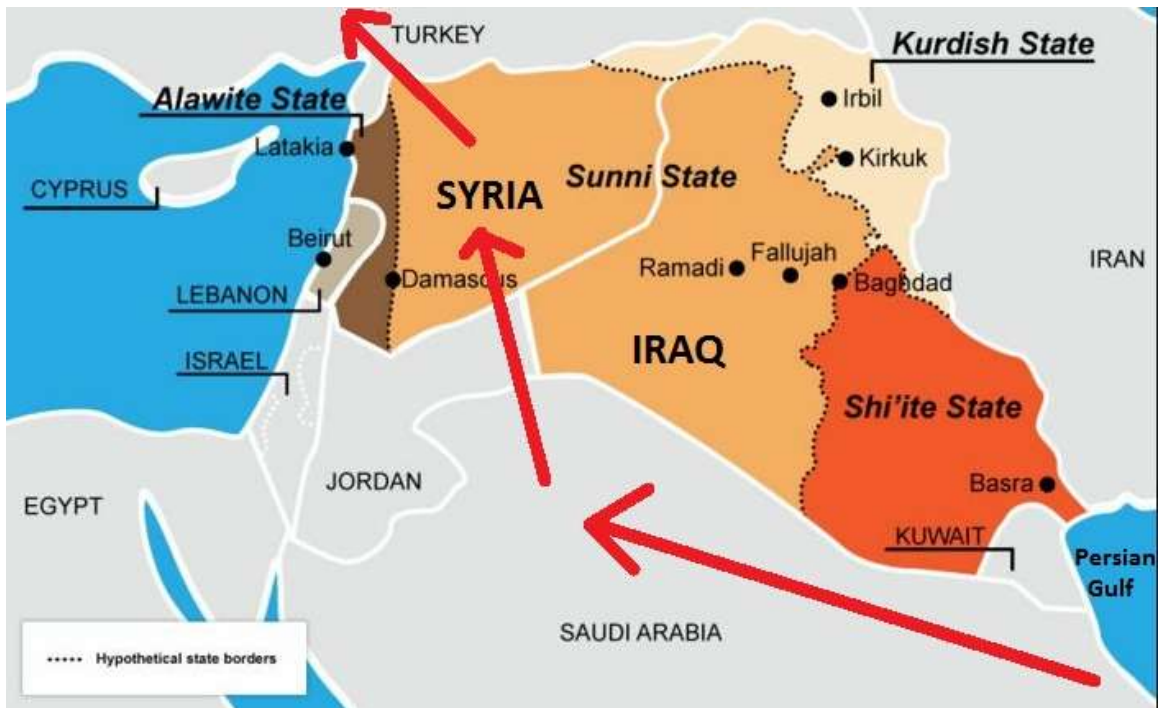 TURKEY
Kurdish State
Alawite State
Irbil
Latakia
Kirkuk
CYPRUS
SYRIA
Sunni State
Beirut
Fallujah
IRAN
Ramadi
Damascus
Baghdad
LEBANON
IRAQ
ISRAEL
Shi'ite State
JORDAN
Basra
EGYPT
KUWAIT
Persian
Gulf
SAUDI ARABIA
Hypothetical state borders